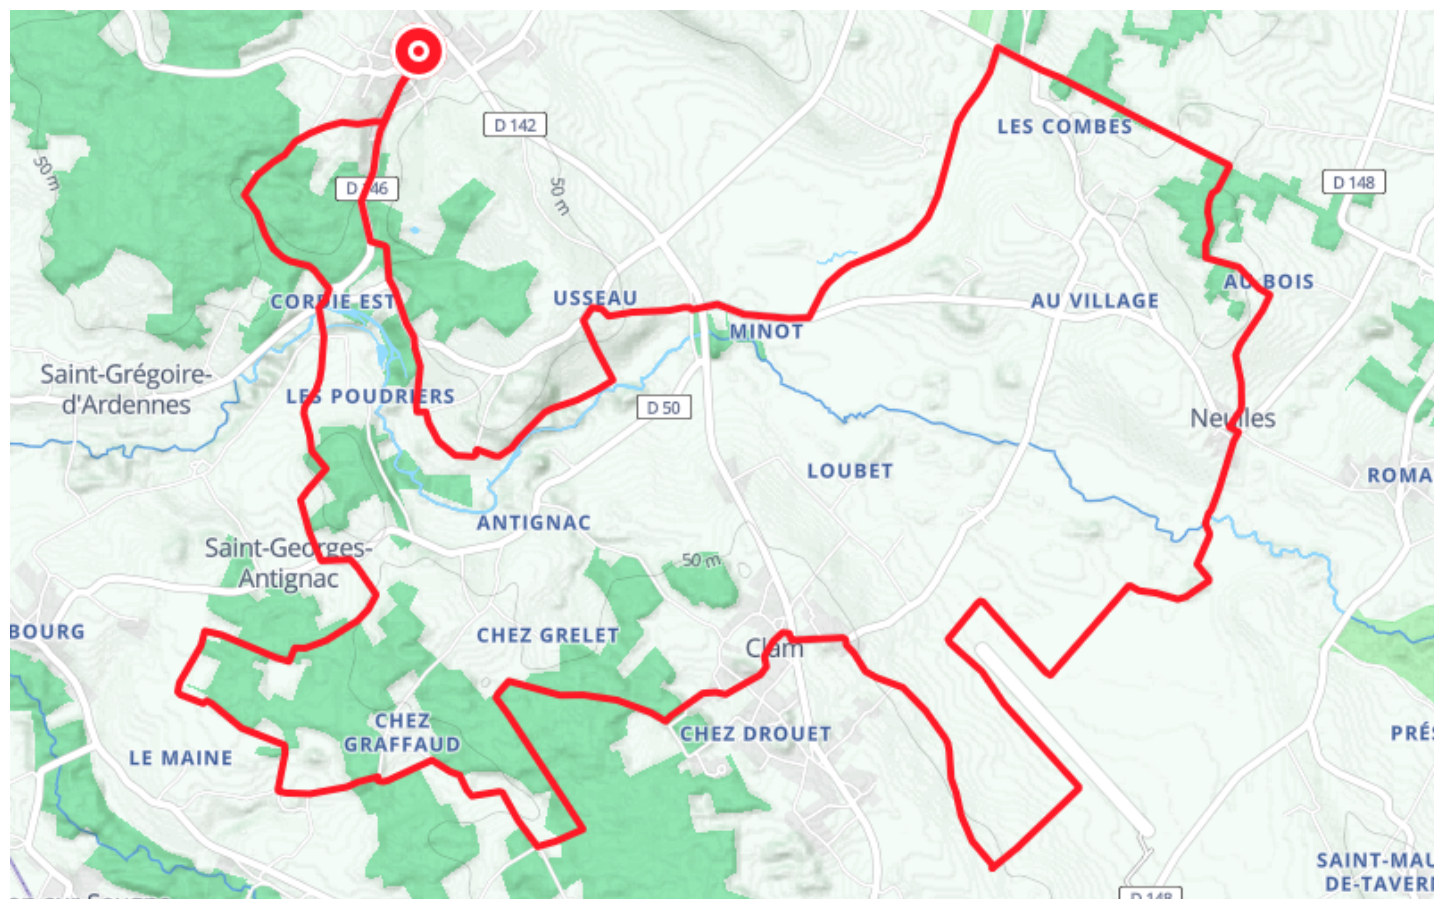 D 142
LES COMBES
50 m
D 148
D 146
50 m
USSEAU
AU BOIS
CORDIE EST
AU VILLAGE
MINOT
Saint-Grégoire-
d'Ardennes
LES POUDRIERS
D 50
Neulles
LOUBET
ROMA
ANTIGNAC
Saint-Georges-
Antignac
50 m
BOURG
CHEZ GRELET
Clam
CHEZ
GRAFFAUD
CHEZ DROUET
PRÉS
LE MAINE
SAINT-MAU
DE-TAVERN
D 148